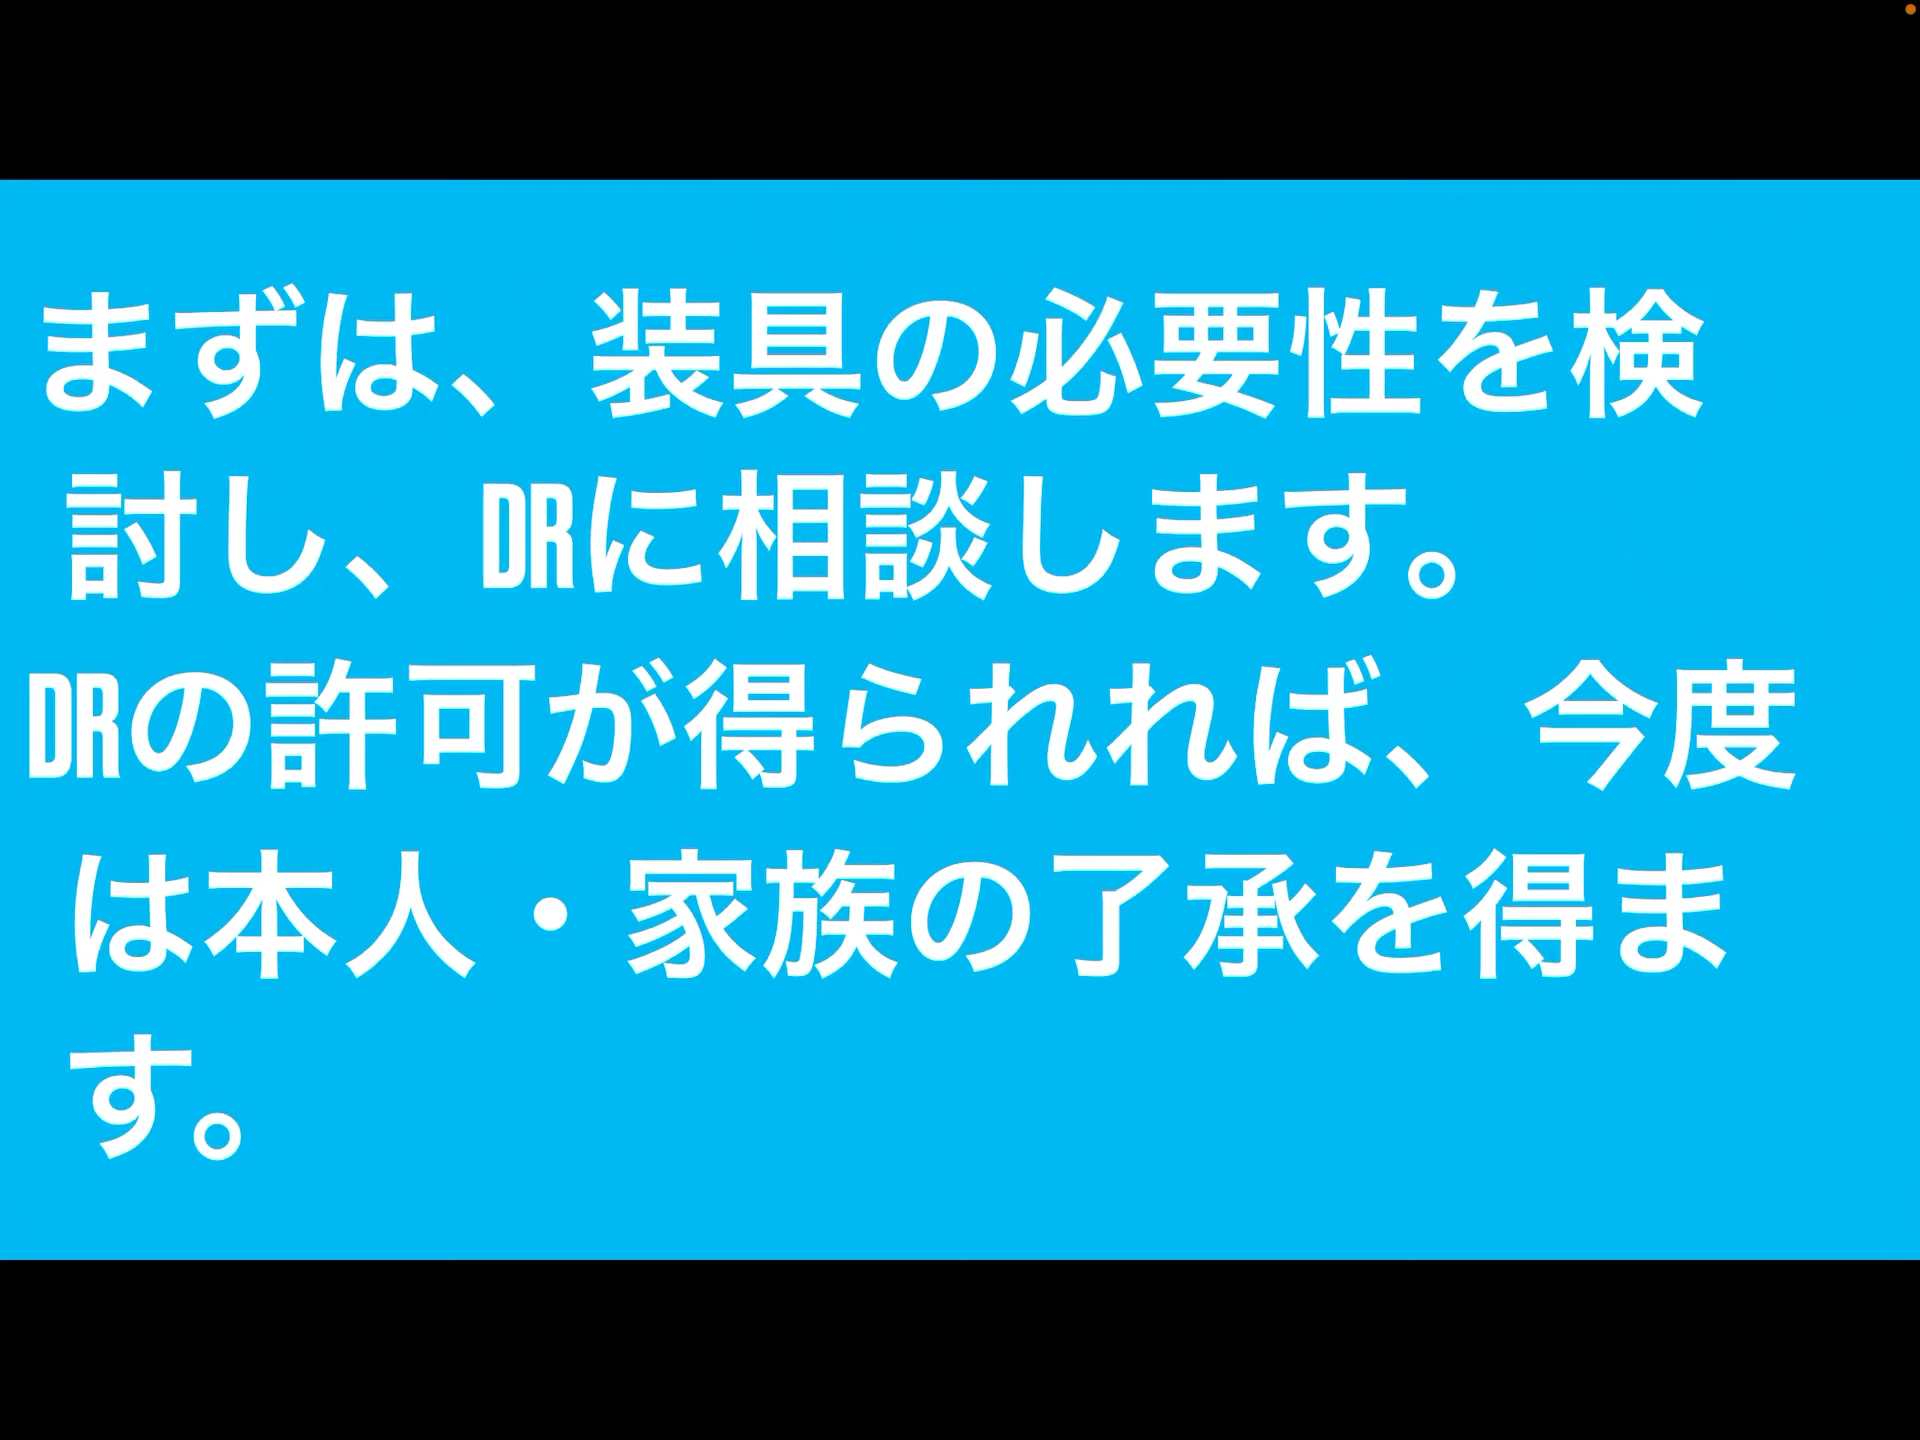 まずは、装具の必要性を検
討し、DRに相談します。
DRの許可が得られれば、今度
は本人・家族の了承を得ま
す。